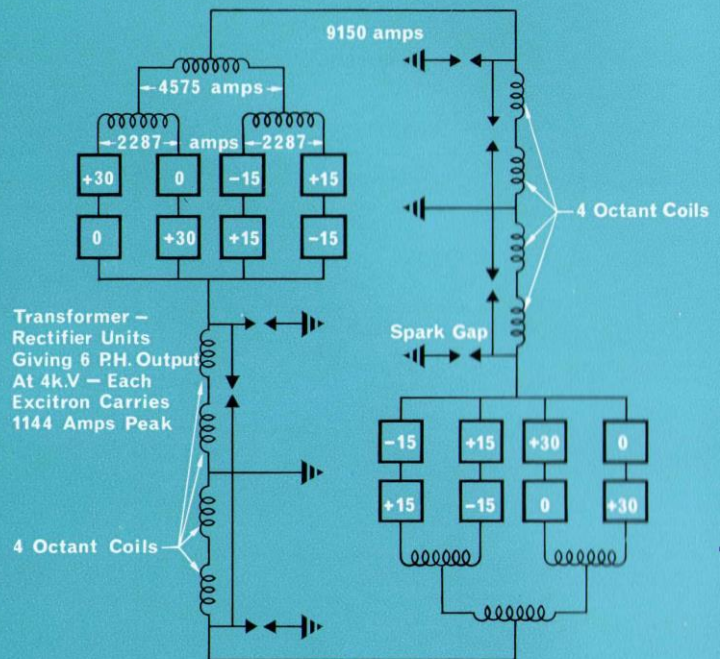 9150 amps
4575 amps
2287 amps 2287
+30 0 -15 +15
0 +30 +15 -15
4 Octant Coils
Transformer –
Rectifier Units
Giving 6 P.H. Output
At 4k.V – Each
Excitron Carries
1144 Amps Peak
Spark Gap
-15 +15 +30 0
+15 -15 0 +30
4 Octant Coils